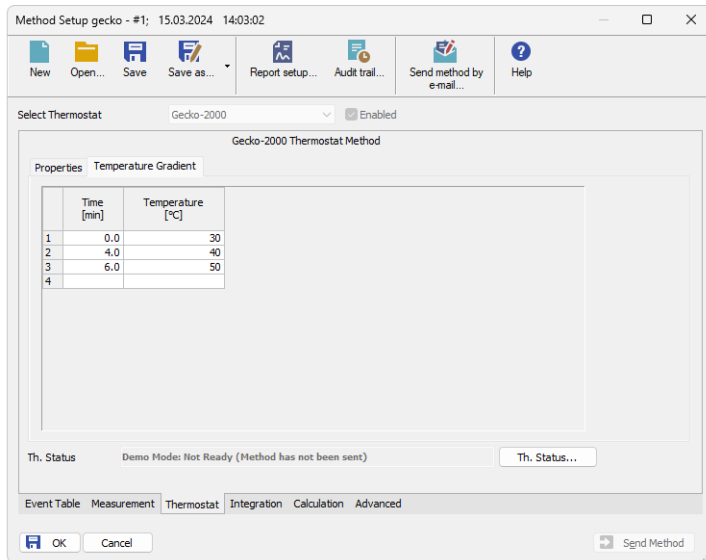 Method Setup gecko - #1; 15.03.2024 14:03:02
New Open... Save Save as... Report setup... Audit trail... Send method by e-mail... Help
Select Thermostat Gecko-2000 Enabled
Gecko-2000 Thermostat Method
Properties Temperature Gradient
Time [min] Temperature [°C]
1 0.0 30
2 4.0 40
3 6.0 50
4
Th. Status Demo Mode: Not Ready (Method has not been sent) Th. Status...
Event Table Measurement Thermostat Integration Calculation Advanced
OK Cancel Send Method